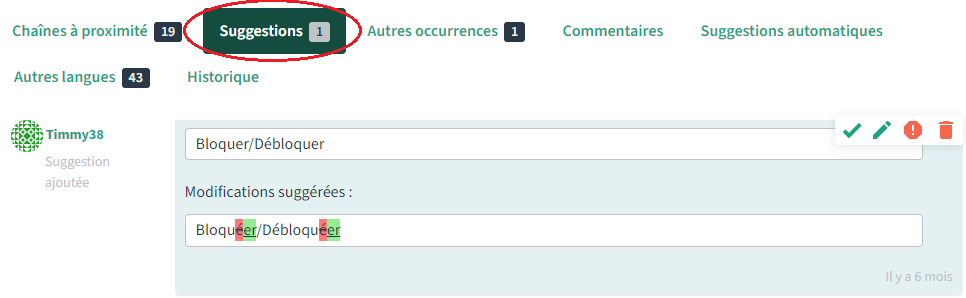 Chaînes à proximité 19 Suggestions 1 Autres occurrences 1 Commentaires Suggestions automatiques
Autres langues 43 Historique
Timmy38
Suggestion
ajoutée
Bloquer/Débloquer
Modifications suggérées :
Bloquéer/Débloquéer
Il y a 6 mois